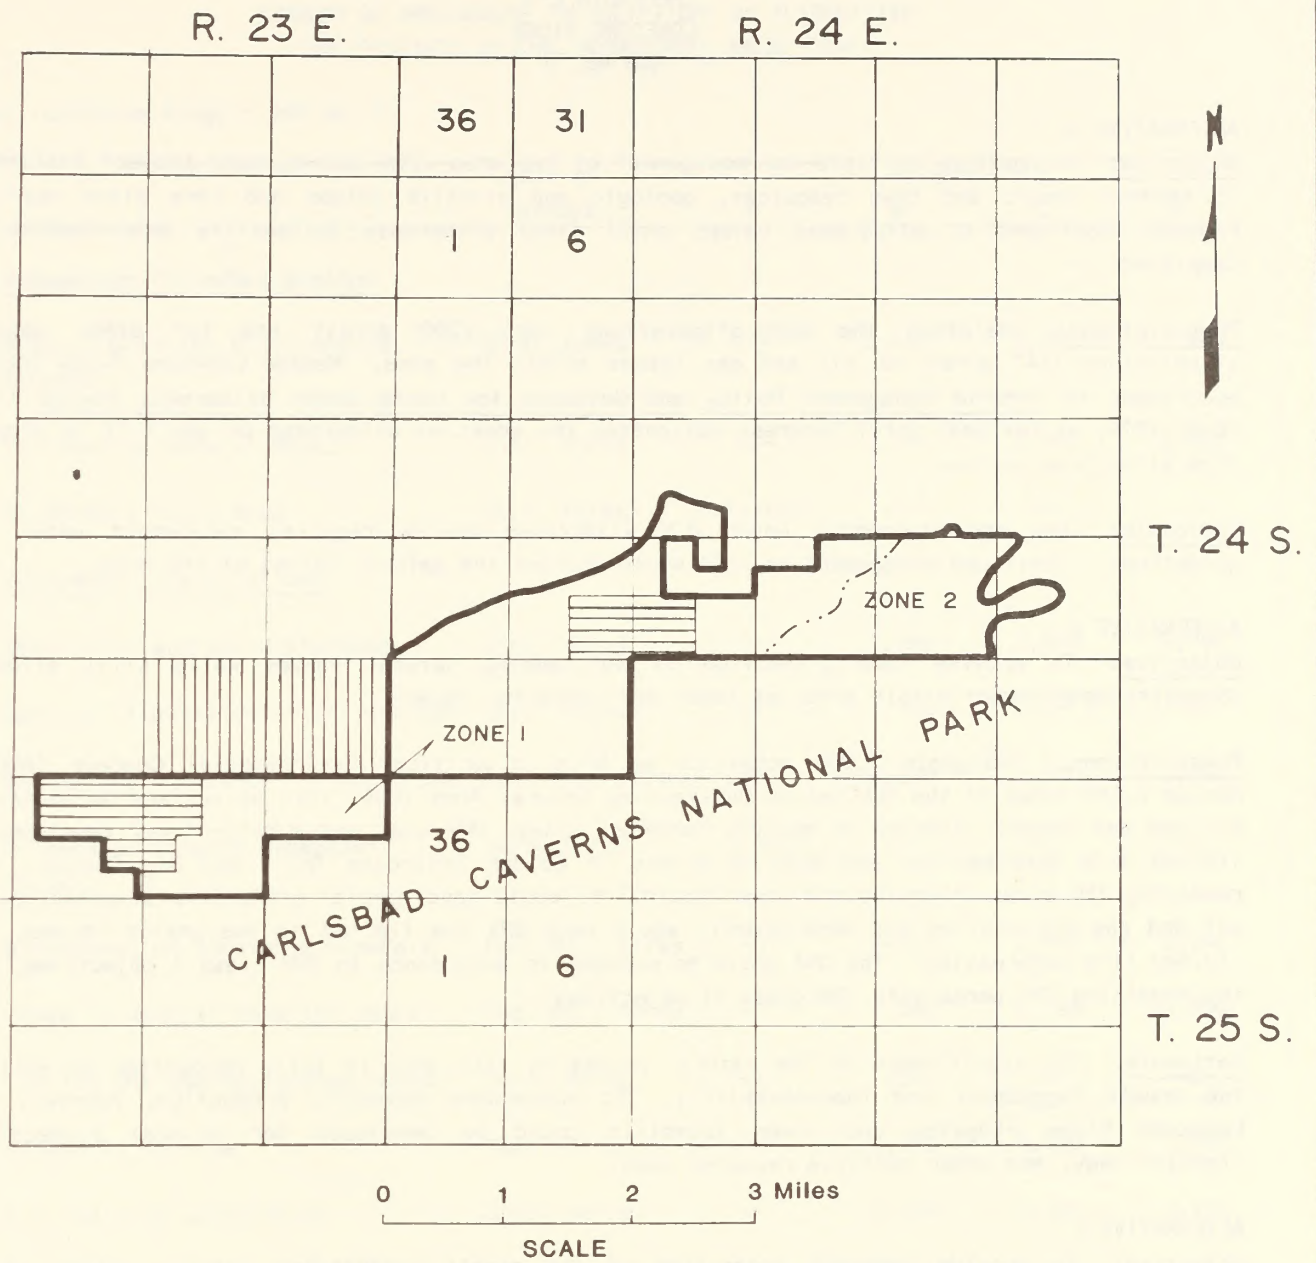 R. 23 E.
R. 24 E.
36
31
N
1
6
T. 24 S.
ZONE 2
ZONE 1
36
CARLSBAD CAVERNS NATIONAL PARK
1
6
T. 25 S.
0 1 2 3 Miles
SCALE